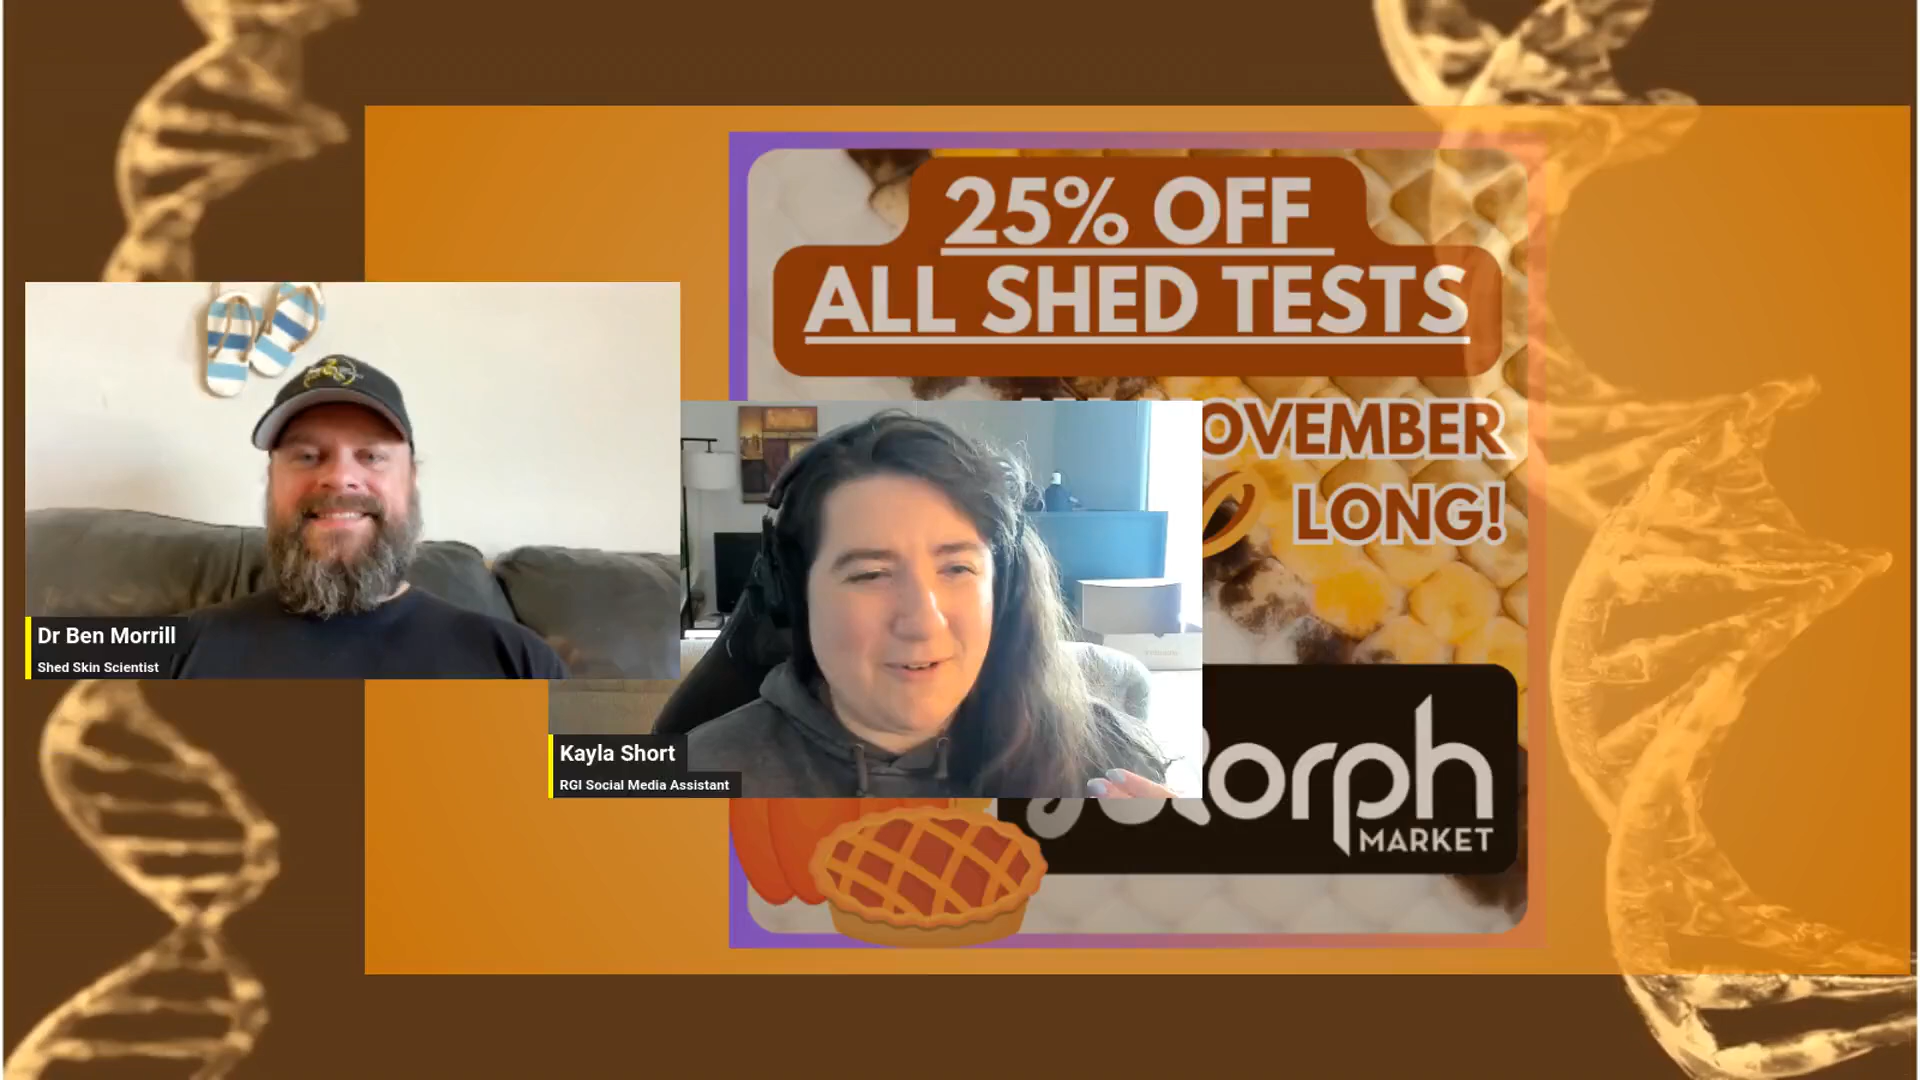 25% OFF
ALL SHED TESTS
OVEMBER
LONG!
Dr Ben Morrill
Shed Skin Scientist
Kayla Short
RGI Social Media Assistant
MARKET